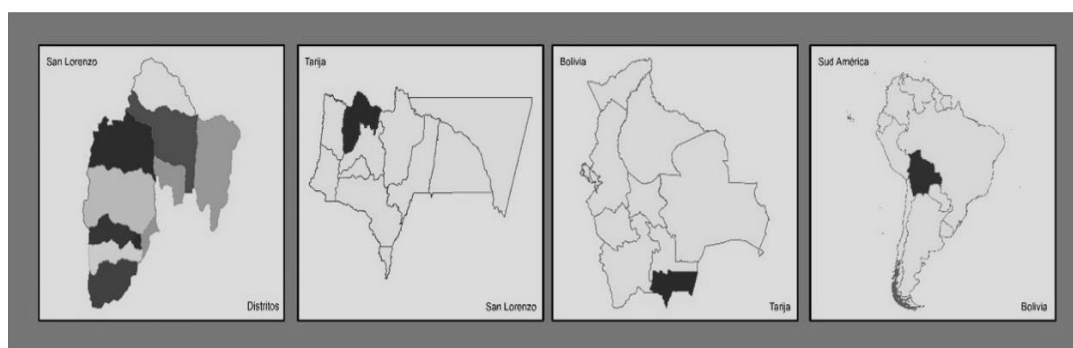 San Lorenzo
Distritos
Tarija
San Lorenzo
Bolivia
Tarija
Sud América
Bolivia